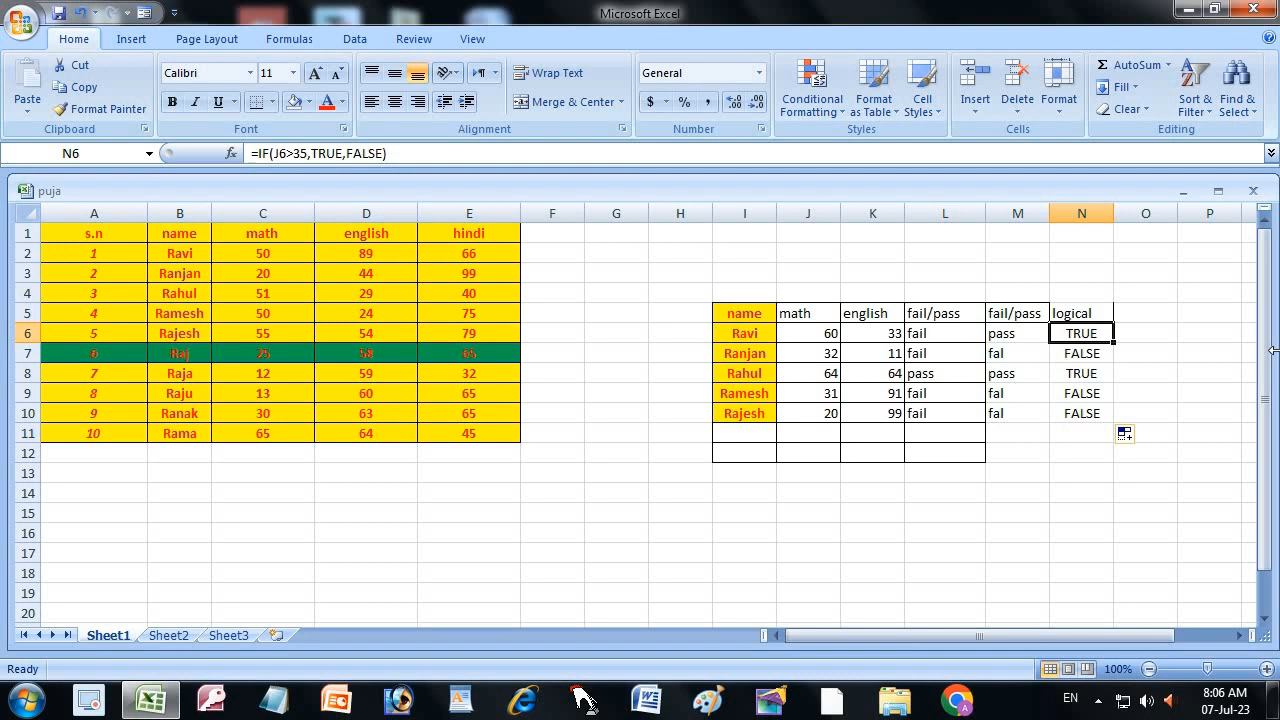 Microsoft Excel
Home Insert Page Layout Formulas Data Review View
Paste Cut Copy Format Painter Clipboard
Calibri 11 B I U A Font
Wrap Text Merge & Center Alignment
General $ % , Number
Conditional Formatting Format as Table Cell Styles Styles
Insert Delete Format Cells
Σ AutoSum Fill Clear Sort & Filter Find & Select Editing
N6 fx =IF(J6>35,TRUE,FALSE)
puja
A B C D E F G H I J K L M N O P
1 s.n name math english hindi
2 1 Ravi 50 89 66
3 2 Ranjan 20 44 99
4 3 Rahul 51 29 40
5 4 Ramesh 50 24 75 name math english fail/pass fail/pass logical
6 5 Rajesh 55 54 79 Ravi 60 33 fail pass TRUE
7 6 Raj 25 58 65 Ranjan 32 11 fail fal FALSE
8 7 Raja 12 59 32 Rahul 64 64 pass pass TRUE
9 8 Raju 13 60 65 Ramesh 31 91 fail fal FALSE
10 9 Ranak 30 63 65 Rajesh 20 99 fail fal FALSE
11 10 Rama 65 64 45
12
13
14
15
16
17
18
19
20
Sheet1 Sheet2 Sheet3
Ready 100%
EN 8:06 AM
07-Jul-23